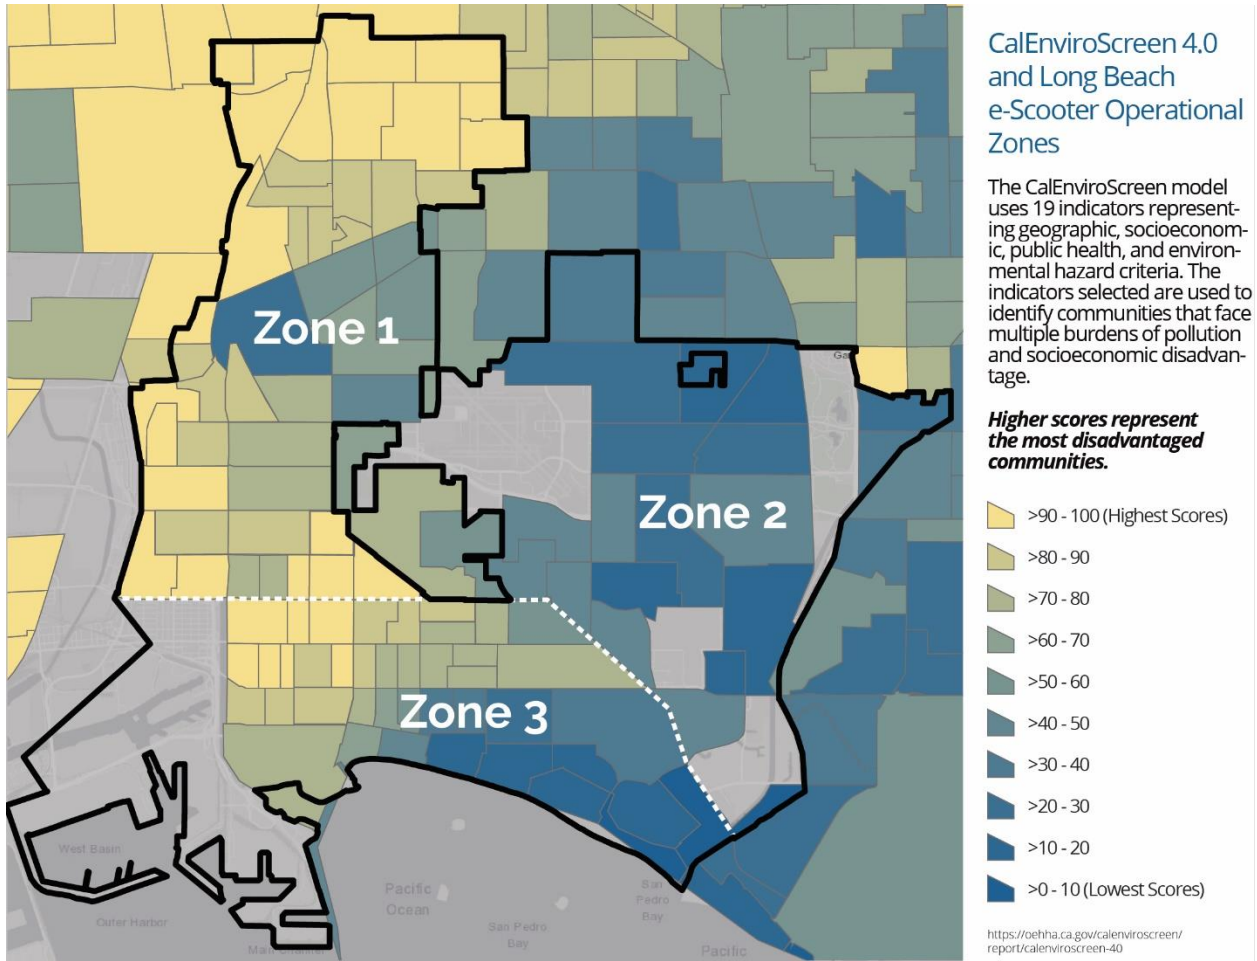 CalEnviroScreen 4.0
and Long Beach
e-Scooter Operational
Zones
The CalEnviroScreen model
uses 19 indicators represent-
ing geographic, socioeconom-
ic, public health, and environ-
mental hazard criteria. The
indicators selected are used to
identify communities that face
multiple burdens of pollution
and socioeconomic disadvan-
tage.
Higher scores represent
the most disadvantaged
communities.
>90 - 100 (Highest Scores)
>80 - 90
>70 - 80
>60 - 70
>50 - 60
>40 - 50
>30 - 40
>20 - 30
>10 - 20
>0 - 10 (Lowest Scores)
https://oehha.ca.gov/calenviroscreen/
report/calenviroscreen-40
Zone 1
Zone 2
Zone 3
West Basin
Outer Harbor
Pacific
Ocean
San Pedro
Bay
San
Pedro
Bay
Pacific